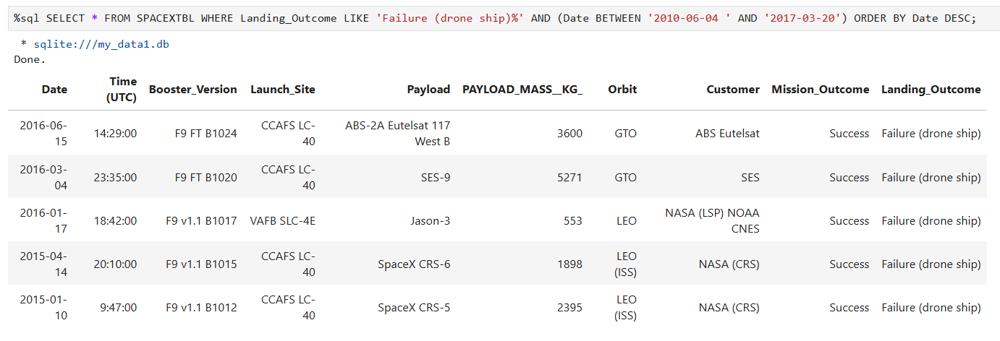 %sql SELECT * FROM SPACEXTBL WHERE Landing_Outcome LIKE 'Failure (drone ship)%' AND (Date BETWEEN '2010-06-04 ' AND '2017-03-20') ORDER BY Date DESC;
* sqlite:///my_data1.db
Done.
Date Time (UTC) Booster_Version Launch_Site Payload PAYLOAD_MASS__KG_ Orbit Customer Mission_Outcome Landing_Outcome
2016-06-15 14:29:00 F9 FT B1024 CCAFS LC-40 ABS-2A Eutelsat 117 West B 3600 GTO ABS Eutelsat Success Failure (drone ship)
2016-03-04 23:35:00 F9 FT B1020 CCAFS LC-40 SES-9 5271 GTO SES Success Failure (drone ship)
2016-01-17 18:42:00 F9 v1.1 B1017 VAFB SLC-4E Jason-3 553 LEO NASA (LSP) NOAA CNES Success Failure (drone ship)
2015-04-14 20:10:00 F9 v1.1 B1015 CCAFS LC-40 SpaceX CRS-6 1898 LEO (ISS) NASA (CRS) Success Failure (drone ship)
2015-01-10 9:47:00 F9 v1.1 B1012 CCAFS LC-40 SpaceX CRS-5 2395 LEO (ISS) NASA (CRS) Success Failure (drone ship)